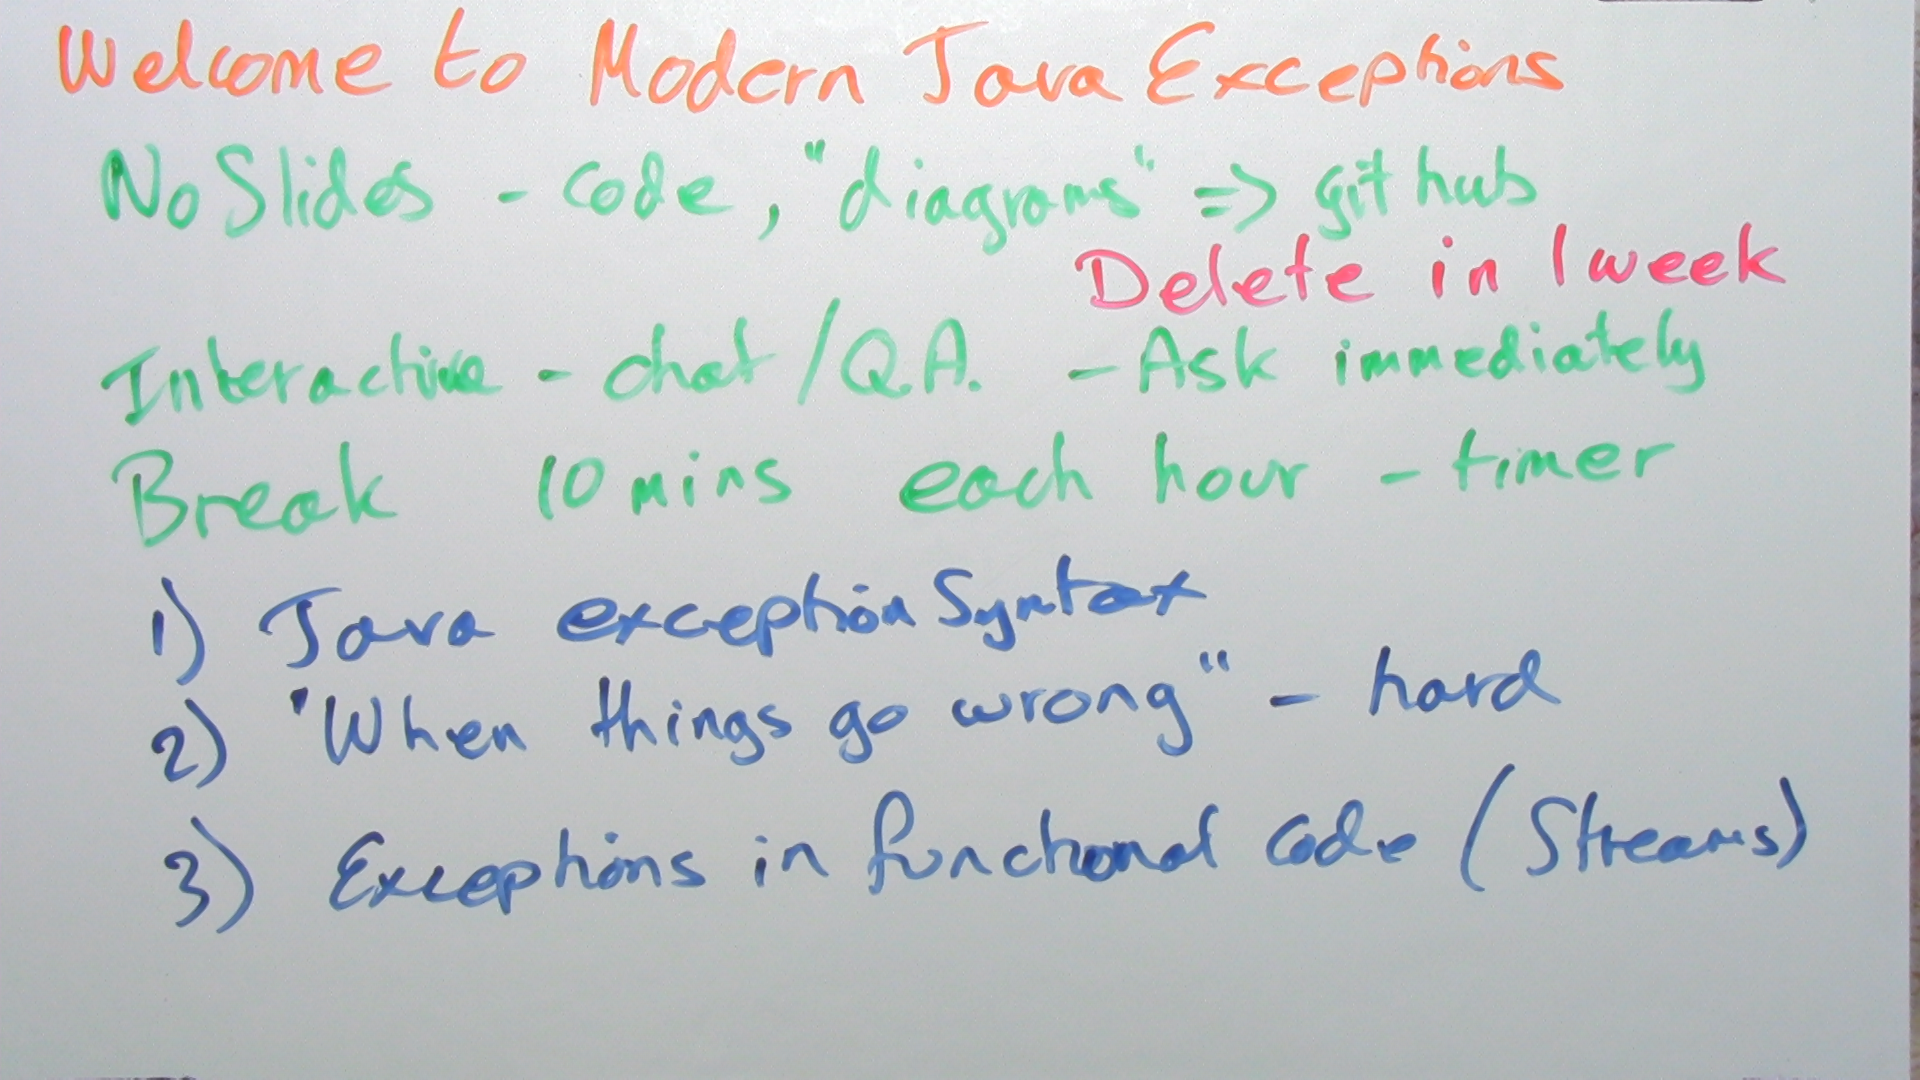 Welcome to Modern Java Exceptions
No Slides - code, "diagrams" => github
Delete in 1 week
Interactive - chat / Q.A. - Ask immediately
Break 10 mins each hour - timer
1) Java exception Syntax
2) "When things go wrong" - hard
3) Exceptions in functional code (Streams)